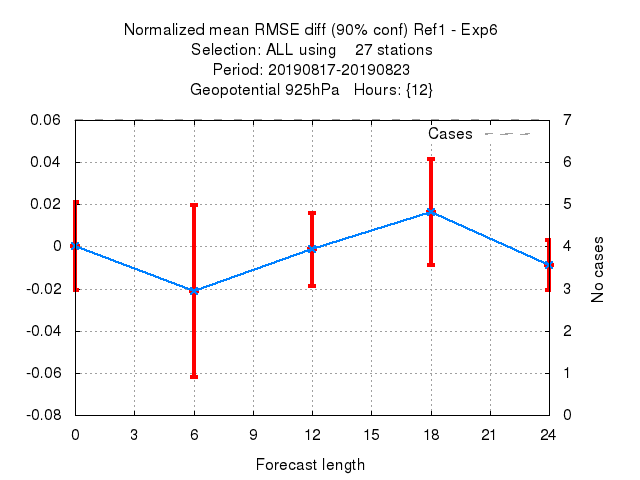 Normalized mean RMSE diff (90% conf) Ref1 - Exp6
Selection: ALL using    27 stations
Period: 20190817-20190823
Geopotential 925hPa   Hours: {12}
Cases
0.06
0.04
0.02
0
-0.02
-0.04
-0.06
-0.08
7
6
5
4
3
2
1
0
No cases
0 3 6 9 12 15 18 21 24
Forecast length